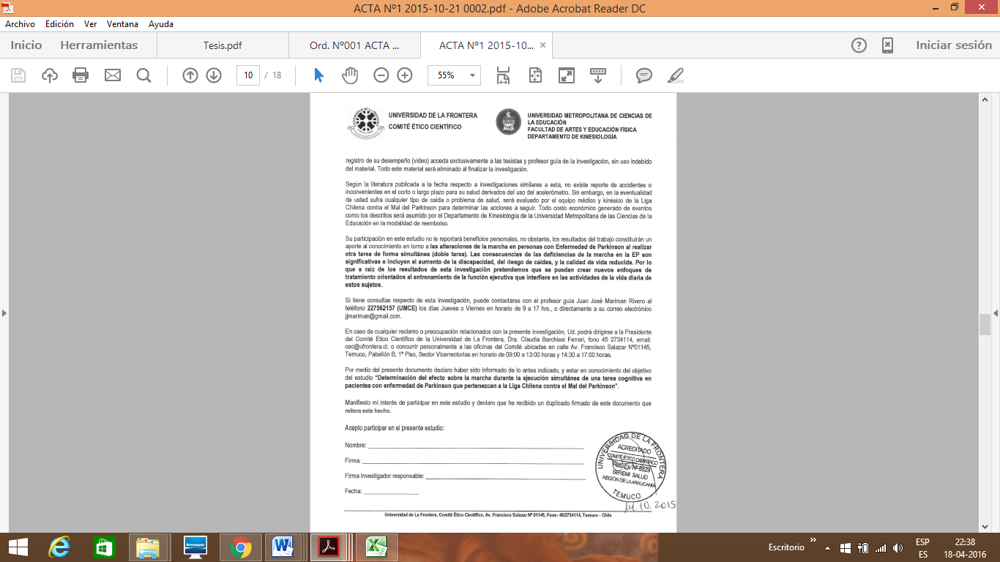 ACTA Nº1 2015-10-21 0002.pdf - Adobe Acrobat Reader DC
Archivo Edición Ver Ventana Ayuda
Inicio Herramientas Tesis.pdf Ord. Nº001 ACTA ... ACTA Nº1 2015-10... × Iniciar sesión
10 / 18 55%
UNIVERSIDAD DE LA FRONTERA
COMITÉ ÉTICO CIENTÍFICO
UNIVERSIDAD METROPOLITANA DE CIENCIAS DE
LA EDUCACIÓN
FACULTAD DE ARTES Y EDUCACIÓN FÍSICA
DEPARTAMENTO DE KINESIOLOGÍA
registro de su desempeño (video) acceda exclusivamente a las tesistas y profesor guía de la investigación, sin uso indebido
del material. Todo este material será eliminado al finalizar la investigación.
Según la literatura publicada a la fecha respecto a investigaciones similares a esta, no existe reporte de accidentes o
inconvenientes en el corto o largo plazo para su salud derivados del uso del acelerómetro. Sin embargo, en la eventualidad
de usted sufra cualquier tipo de caída o problema de salud, será evaluado por el equipo médico y kinésico de la Liga
Chilena contra el Mal del Parkinson para determinar las acciones a seguir. Todo costo económico generado de eventos
como los descritos será asumido por el Departamento de Kinesiología de la Universidad Metropolitana de las Ciencias de la
Educación en la modalidad de reembolso.
Su participación en este estudio no le reportará beneficios personales, no obstante, los resultados del trabajo constituirán un
aporte al conocimiento en torno a las alteraciones de la marcha en personas con Enfermedad de Parkinson al realizar
otra tarea de forma simultánea (doble tarea). Las consecuencias de las deficiencias de la marcha en la EP son
significativas e incluyen el aumento de la discapacidad, del riesgo de caídas, y la calidad de vida reducida. Por lo
que a raíz de los resultados de esta investigación pretendemos que se puedan crear nuevos enfoques de
tratamiento orientados al entrenamiento de la función ejecutiva que interfiere en las actividades de la vida diaria de
estos sujetos.
Si tiene consultas respecto de esta investigación, puede contactarse con el profesor guía Juan José Mariman Rivero al
teléfono 227562157 (UMCE) los días Jueves o Viernes en horario de 9 a 17 hrs., o directamente a su correo electrónico
jjmariman@gmail.com.
En caso de cualquier reclamo o preocupación relacionados con la presente investigación, Ud. podrá dirigirse a la Presidente
del Comité Ético Científico de la Universidad de La Frontera, Dra. Claudia Barchiesi Ferrari, fono 45 2734114, email:
cec@ufrontera.cl, o concurrir personalmente a las oficinas del Comité ubicadas en calle Av. Francisco Salazar Nº01145,
Temuco, Pabellón B, 1° Piso, Sector Vicerrectorías en horario de 09:00 a 13:00 horas y 14:30 a 17:00 horas.
Por medio del presente documento declaro haber sido informado de lo antes indicado, y estar en conocimiento del objetivo
del estudio “Determinación del efecto sobre la marcha durante la ejecución simultánea de una tarea cognitiva en
pacientes con enfermedad de Parkinson que pertenezcan a la Liga Chilena contra el Mal del Parkinson”.
Manifiesto mi interés de participar en este estudio y declaro que he recibido un duplicado firmado de este documento que
reitera este hecho.
Acepto participar en el presente estudio:
Nombre:
Firma:
Firma Investigador responsable:
Fecha:
UNIVERSIDAD DE LA FRONTERA
ACREDITADO
COMITÉ ÉTICO CIENTÍFICO
Res. Ex. Nº 6829
SEREMI SALUD
REGIÓN DE LA ARAUCANÍA
TEMUCO
14.10.2015
Universidad de La Frontera, Comité Ético Científico, Av. Francisco Salazar Nº 01145, Fono: 45/2734114, Temuco - Chile
lenovo
Escritorio » ESP 22:38
ES 18-04-2016